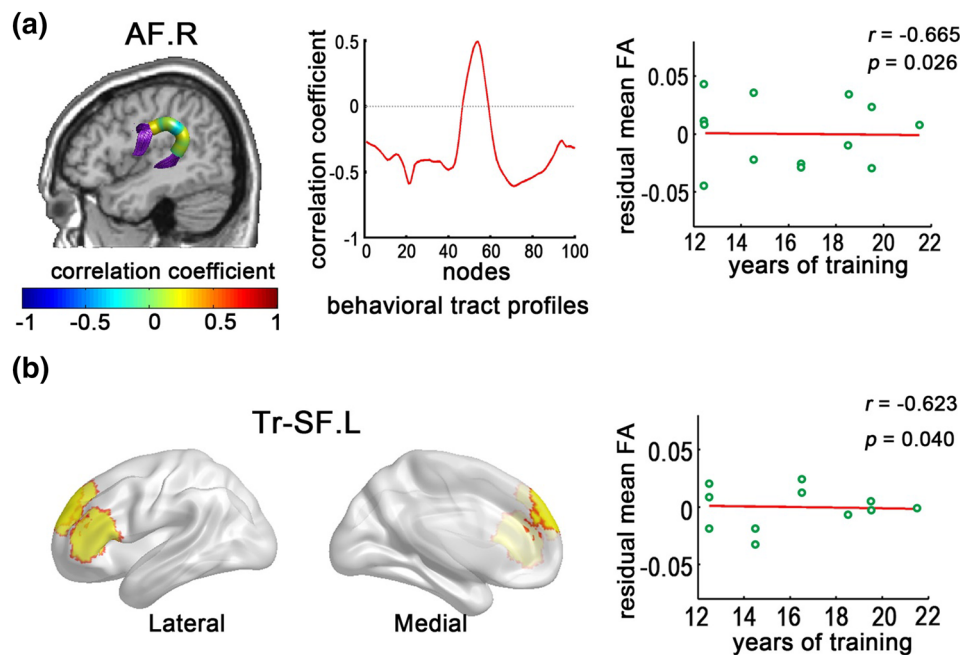 (a)
AF.R
correlation coefficient
-1 -0.5 0 0.5 1
correlation coefficient
0.5
0
-0.5
-1
0 20 40 60 80 100
nodes
behavioral tract profiles
r = -0.665
p = 0.026
residual mean FA
0.05
0
-0.05
12 14 16 18 20 22
years of training
(b)
Tr-SF.L
Lateral
Medial
r = -0.623
p = 0.040
residual mean FA
0.05
0
-0.05
12 14 16 18 20 22
years of training